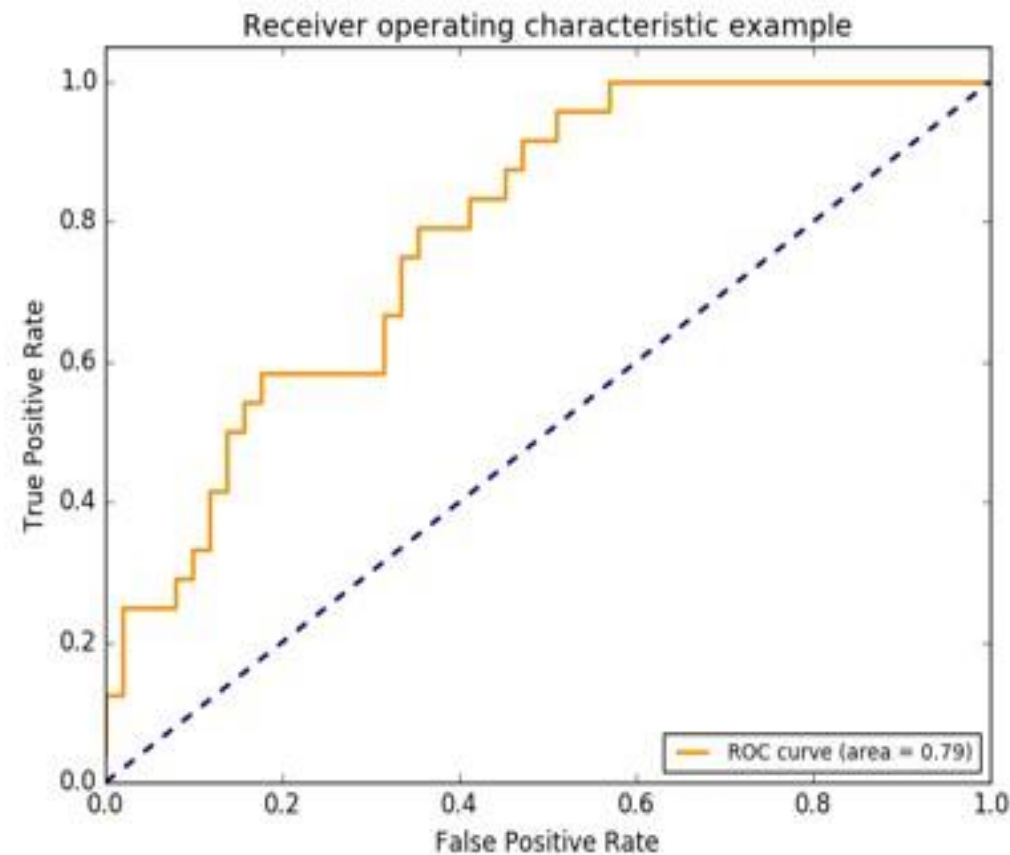 Receiver operating characteristic example
1.0
0.8
0.6
0.4
0.2
0.0
True Positive Rate
ROC curve (area = 0.79)
0.0 0.2 0.4 0.6 0.8 1.0
False Positive Rate